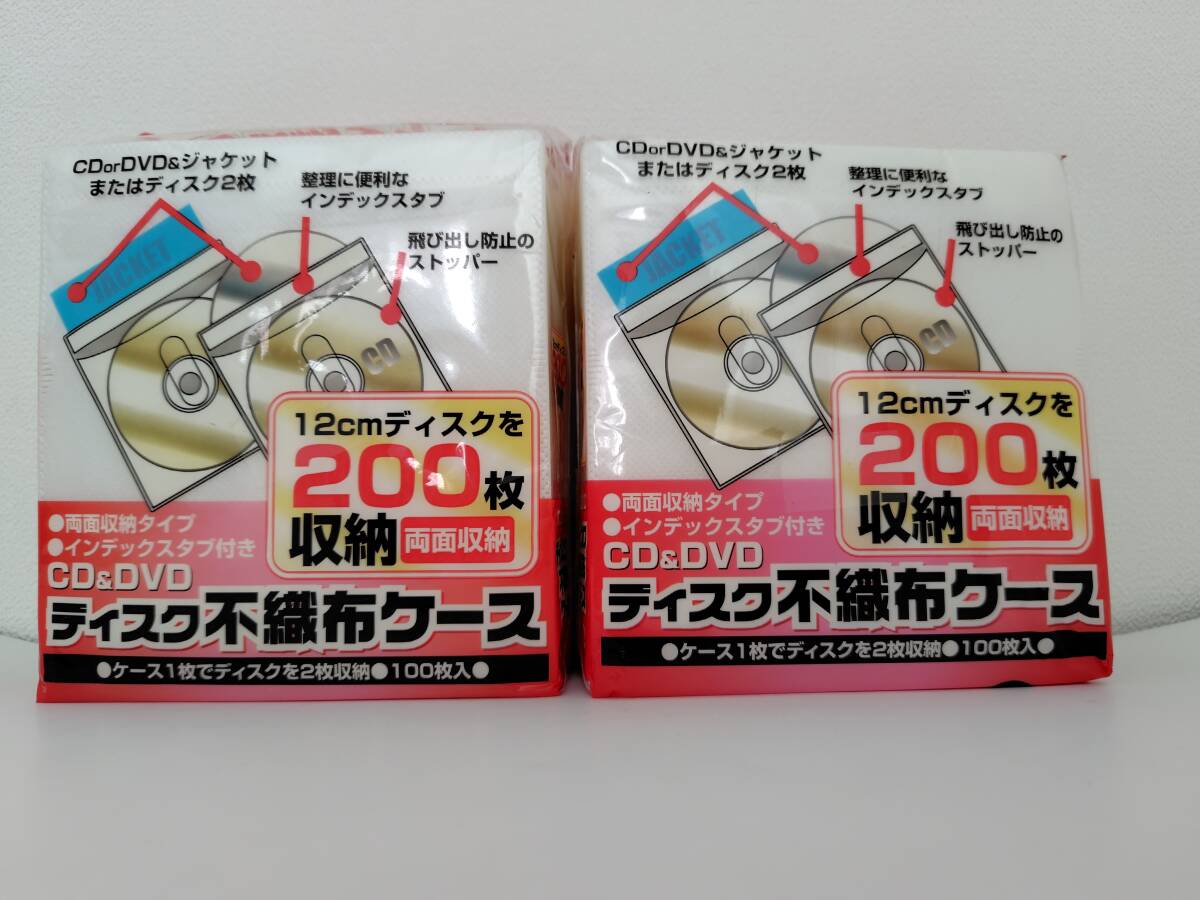 CDorDVD&ジャケット
またはディスク2枚
整理に便利な
インデックスタブ
飛び出し防止の
ストッパー
JACKET
CD
12cmディスクを
200枚
収納 両面収納
●両面収納タイプ
●インデックスタブ付き
CD&DVD
ディスク不織布ケース
●ケース1枚でディスクを2枚収納●100枚入●
CDorDVD&ジャケット
またはディスク2枚
整理に便利な
インデックスタブ
飛び出し防止の
ストッパー
JACKET
CD
12cmディスクを
200枚
収納 両面収納
●両面収納タイプ
●インデックスタブ付き
CD&DVD
ディスク不織布ケース
●ケース1枚でディスクを2枚収納●100枚入●